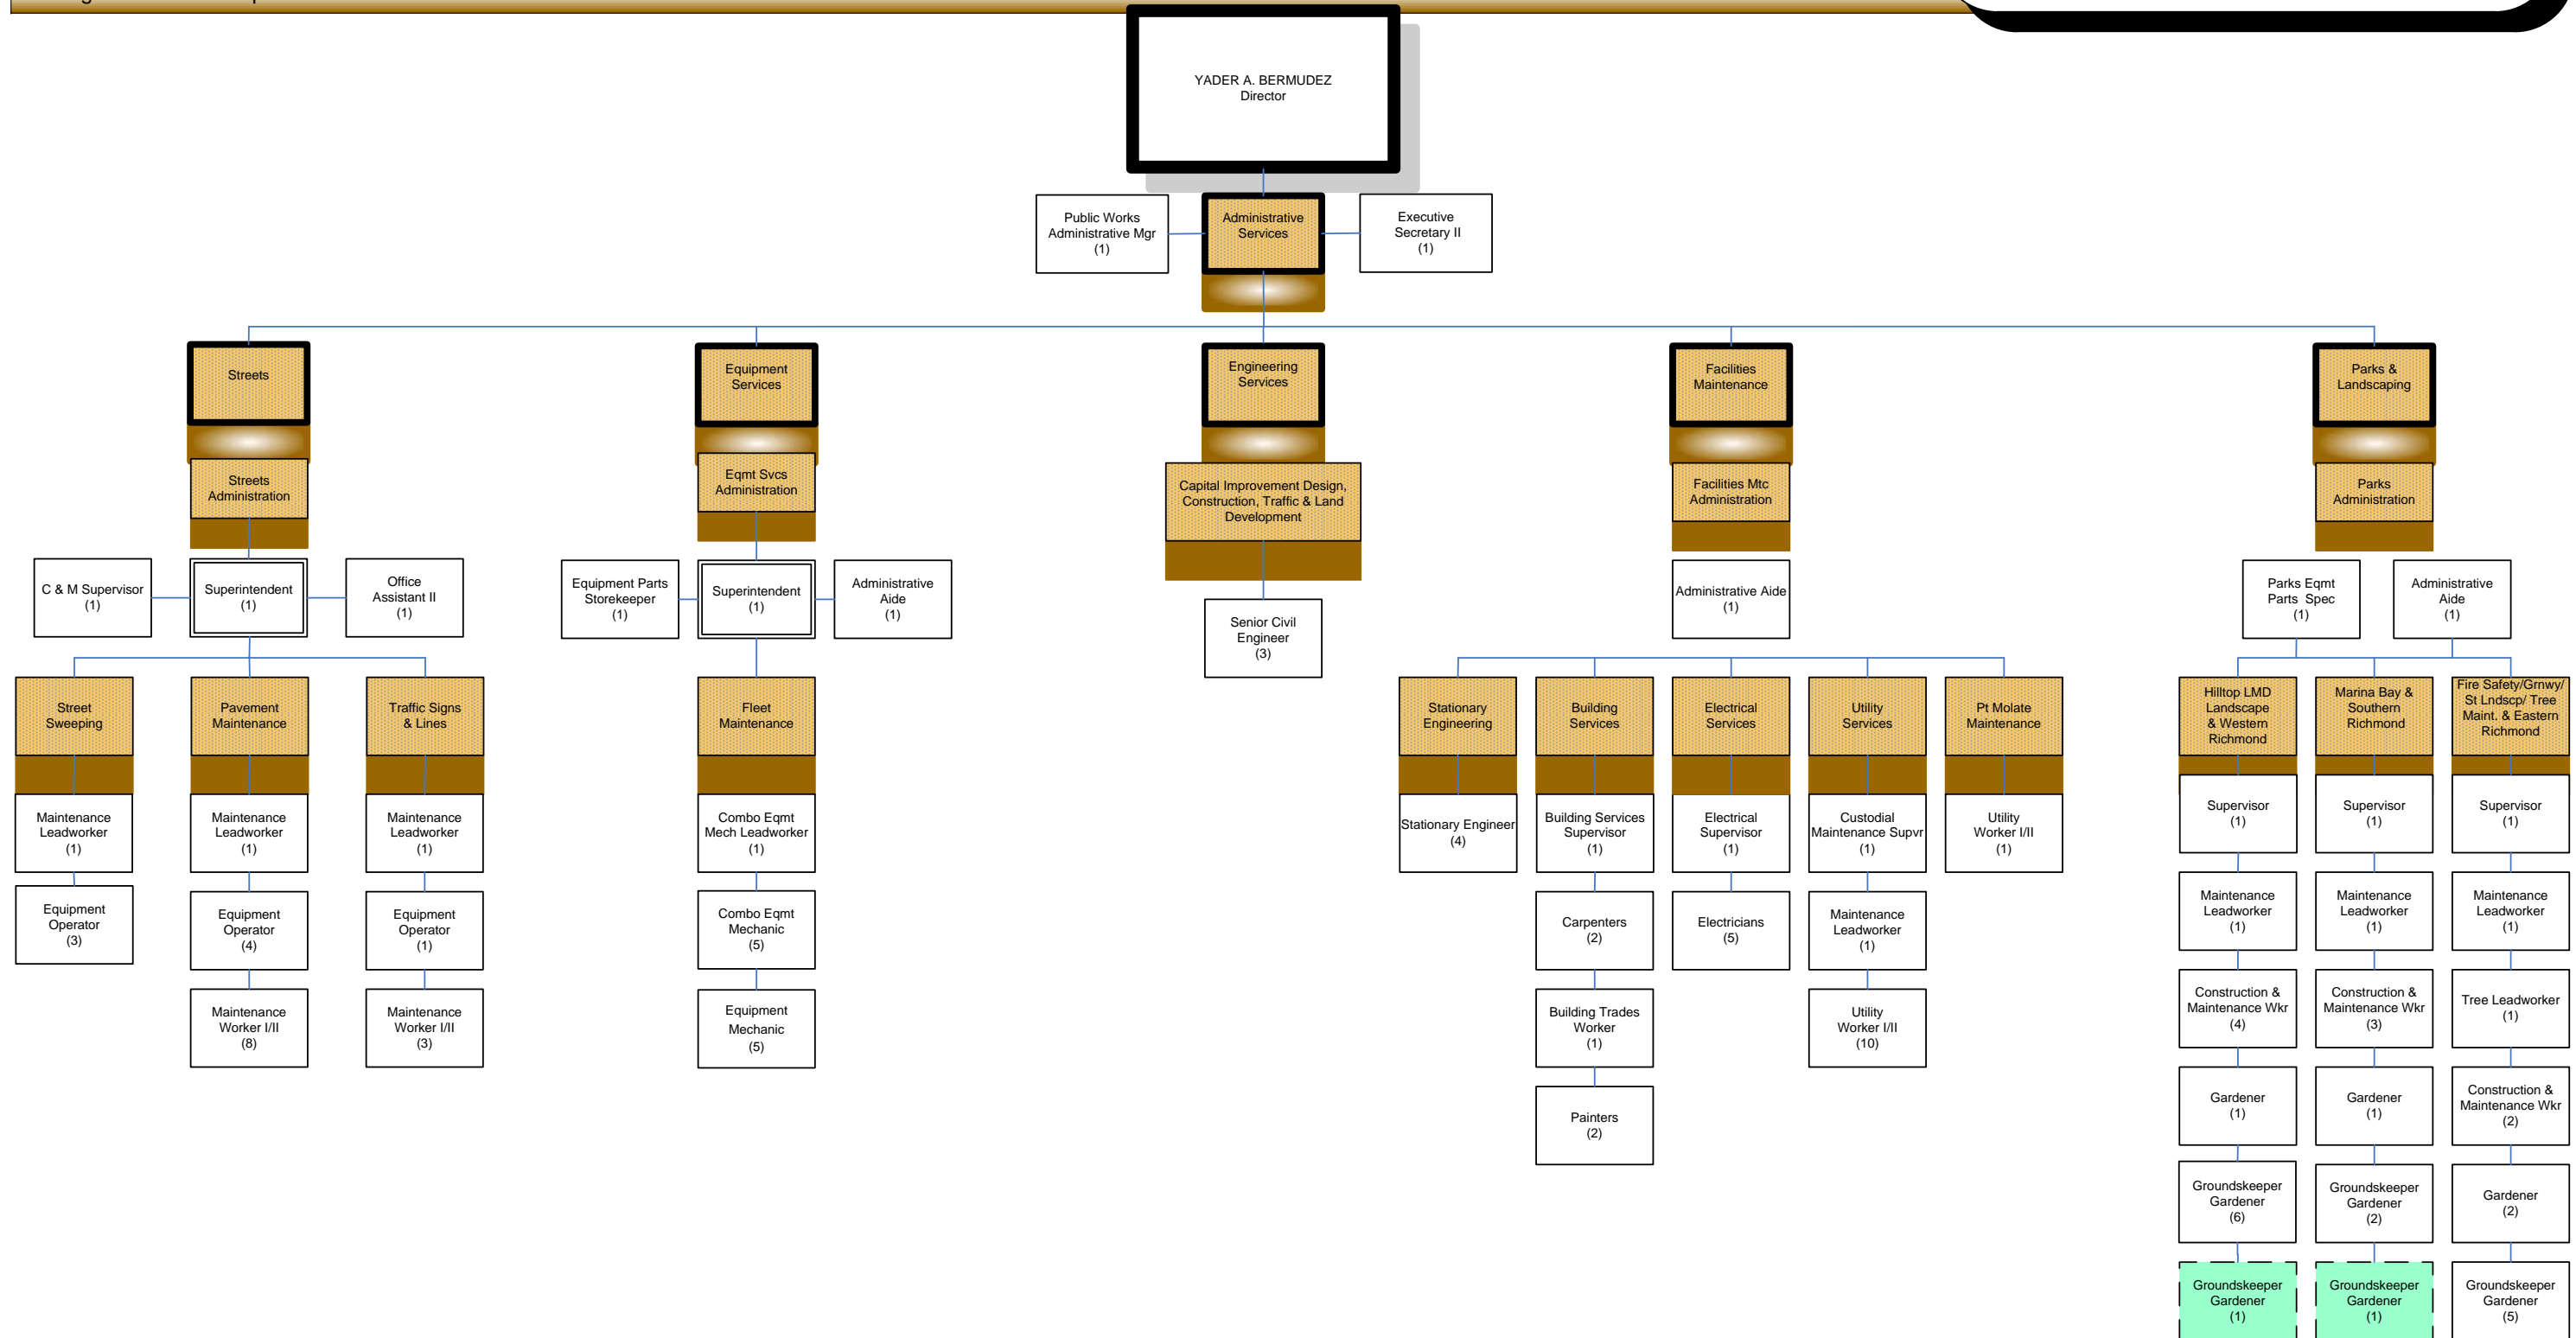 YADER A. BERMUDEZ
Director
Public Works
Administrative Mgr
(1)
Administrative
Services
Executive
Secretary II
(1)
Streets
Equipment
Services
Engineering
Services
Facilities
Maintenance
Parks &
Landscaping
Streets
Administration
Eqmt Svcs
Administration
Capital Improvement Design,
Construction, Traffic & Land
Development
Facilities Mtc
Administration
Parks
Administration
C & M Supervisor
(1)
Superintendent
(1)
Office
Assistant II
(1)
Equipment Parts
Storekeeper
(1)
Superintendent
(1)
Administrative
Aide
(1)
Senior Civil
Engineer
(3)
Administrative Aide
(1)
Parks Eqmt
Parts Spec
(1)
Administrative
Aide
(1)
Street
Sweeping
Maintenance
Leadworker
(1)
Equipment
Operator
(3)
Pavement
Maintenance
Maintenance
Leadworker
(1)
Equipment
Operator
(4)
Maintenance
Worker I/II
(8)
Traffic Signs
& Lines
Maintenance
Leadworker
(1)
Equipment
Operator
(1)
Maintenance
Worker I/II
(3)
Fleet
Maintenance
Combo Eqmt
Mech Leadworker
(1)
Combo Eqmt
Mechanic
(5)
Equipment
Mechanic
(5)
Stationary
Engineering
Stationary Engineer
(4)
Building
Services
Building Services
Supervisor
(1)
Carpenters
(2)
Building Trades
Worker
(1)
Painters
(2)
Electrical
Services
Electrical
Supervisor
(1)
Electricians
(5)
Utility
Services
Custodial
Maintenance Supvr
(1)
Maintenance
Leadworker
(1)
Utility
Worker I/II
(10)
Pt Molate
Maintenance
Utility
Worker I/II
(1)
Hilltop LMD
Landscape
& Western
Richmond
Supervisor
(1)
Maintenance
Leadworker
(1)
Construction &
Maintenance Wkr
(4)
Gardener
(1)
Groundskeeper
Gardener
(6)
Groundskeeper
Gardener
(1)
Marina Bay &
Southern
Richmond
Supervisor
(1)
Maintenance
Leadworker
(1)
Construction &
Maintenance Wkr
(3)
Gardener
(1)
Groundskeeper
Gardener
(2)
Groundskeeper
Gardener
(1)
Fire Safety/Grnwy/
St Lndscp/ Tree
Maint. & Eastern
Richmond
Supervisor
(1)
Maintenance
Leadworker
(1)
Tree Leadworker
(1)
Construction &
Maintenance Wkr
(2)
Gardener
(2)
Groundskeeper
Gardener
(5)